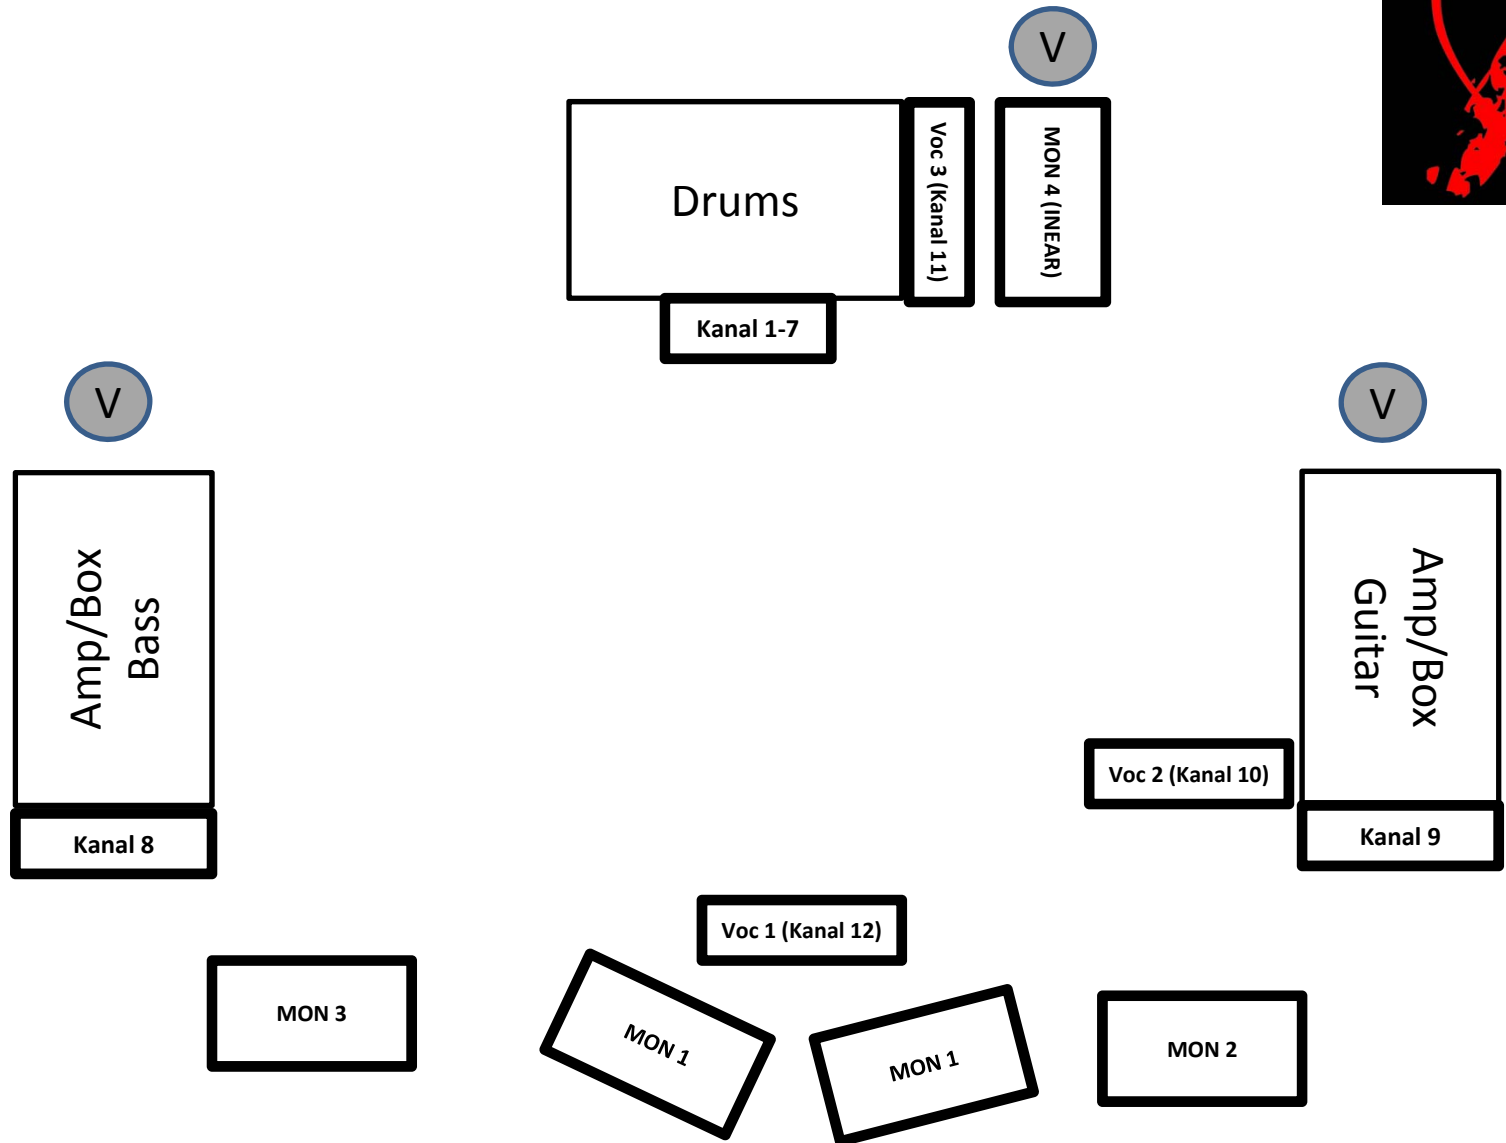 V
Drums
Voc 3 (Kanal 11)
MON 4 (INEAR)
Kanal 1-7
V
V
Amp/Box
Bass
Amp/Box
Guitar
Voc 2 (Kanal 10)
Kanal 8
Kanal 9
Voc 1 (Kanal 12)
MON 3
MON 1
MON 1
MON 2